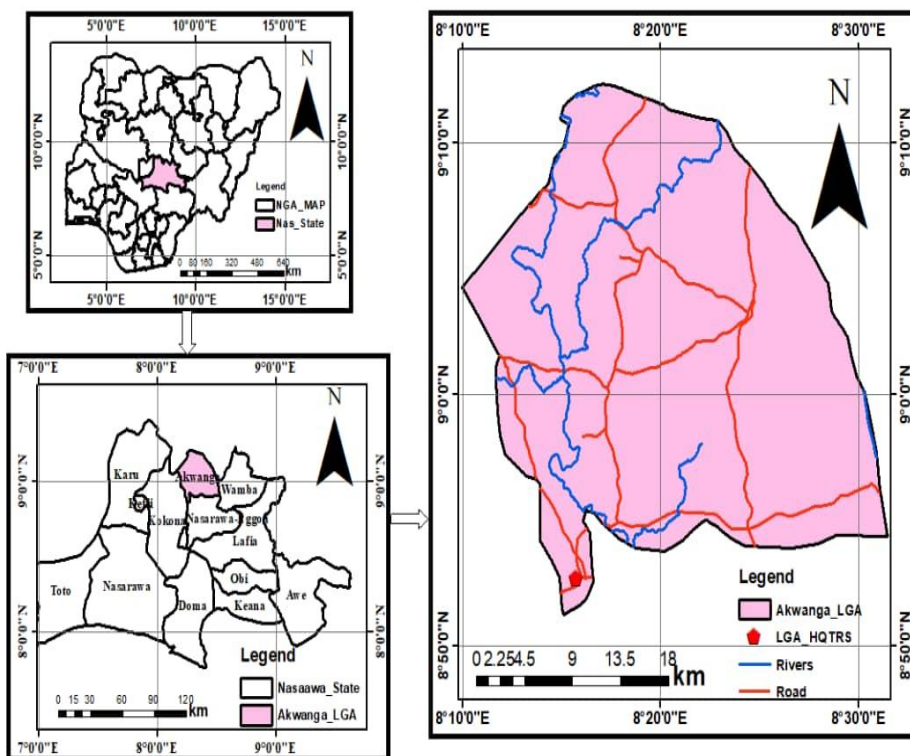 5°0'0"E 10°0'0"E 15°0'0"E
N
10°0'0"N 10°0'0"N
5°0'0"N 5°0'0"N
Legend
NGA_MAP
Nas_State
0 80 160 320 480 640
km
5°0'0"E 10°0'0"E 15°0'0"E
7°0'0"E 8°0'0"E 9°0'0"E
N
9°0'0"N 9°0'0"N
8°0'0"N 8°0'0"N
Karu
Akwang
Wamba
Kokona
Nasarawa-Eggon
Lafia
Toto
Nasarawa
Doma
Obi
Keana
Awe
Legend
Nasaawa_State
Akwanga_LGA
0 15 30 60 90 120
km
7°0'0"E 8°0'0"E 9°0'0"E
8°10'0"E 8°20'0"E 8°30'0"E
N
9°10'0"N 9°10'0"N
9°0'0"N 9°0'0"N
8°50'0"N 8°50'0"N
Legend
Akwanga_LGA
LGA_HQTRS
Rivers
Road
0 2.25 4.5 9 13.5 18
km
8°10'0"E 8°20'0"E 8°30'0"E